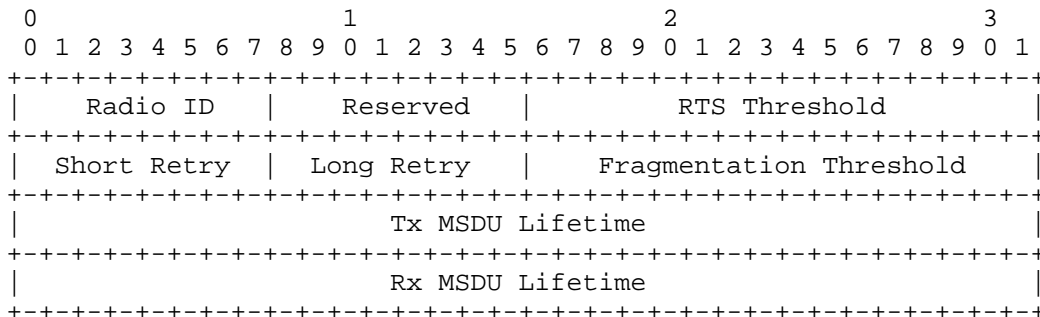 0                   1                   2                   3
 0 1 2 3 4 5 6 7 8 9 0 1 2 3 4 5 6 7 8 9 0 1 2 3 4 5 6 7 8 9 0 1
+-+-+-+-+-+-+-+-+-+-+-+-+-+-+-+-+-+-+-+-+-+-+-+-+-+-+-+-+-+-+-+-+
|    Radio ID   |    Reserved   |         RTS Threshold         |
+-+-+-+-+-+-+-+-+-+-+-+-+-+-+-+-+-+-+-+-+-+-+-+-+-+-+-+-+-+-+-+-+
|  Short Retry  |  Long Retry   |    Fragmentation Threshold    |
+-+-+-+-+-+-+-+-+-+-+-+-+-+-+-+-+-+-+-+-+-+-+-+-+-+-+-+-+-+-+-+-+
|                       Tx MSDU Lifetime                        |
+-+-+-+-+-+-+-+-+-+-+-+-+-+-+-+-+-+-+-+-+-+-+-+-+-+-+-+-+-+-+-+-+
|                       Rx MSDU Lifetime                        |
+-+-+-+-+-+-+-+-+-+-+-+-+-+-+-+-+-+-+-+-+-+-+-+-+-+-+-+-+-+-+-+-+